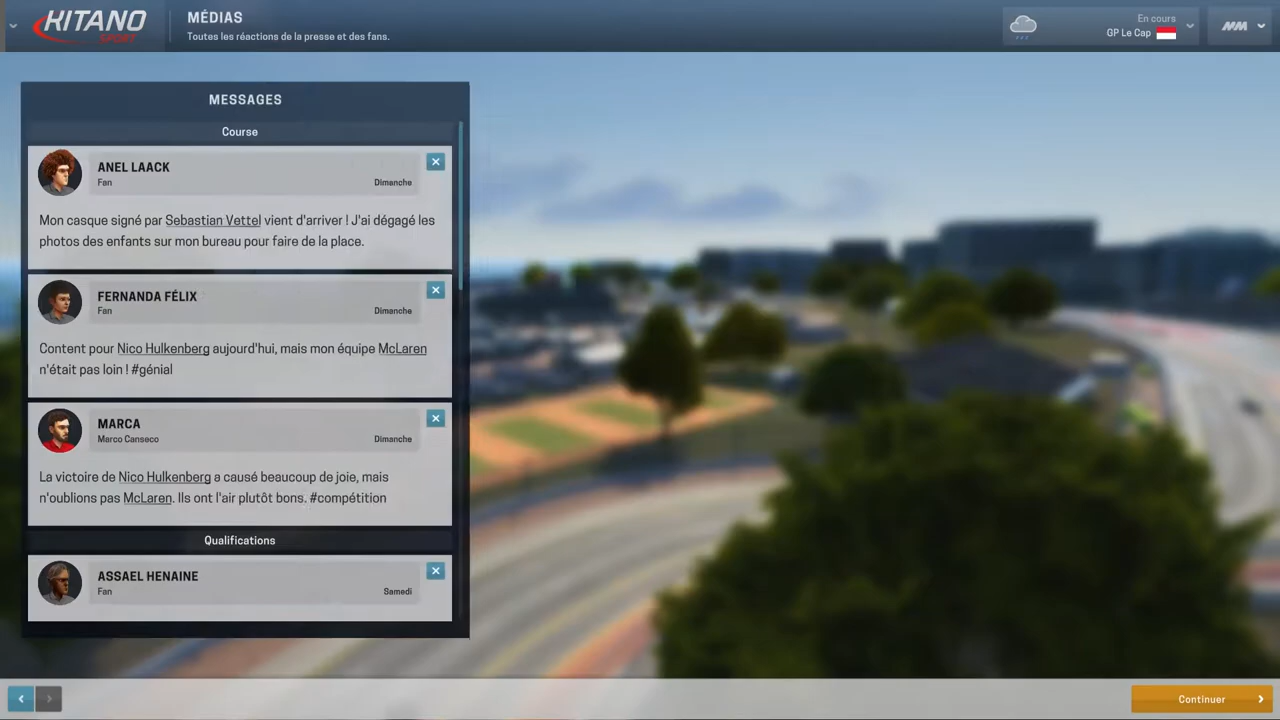 KITANO
SPORT
MÉDIAS
Toutes les réactions de la presse et des fans.
En cours
GP Le Cap
MESSAGES
Course
ANEL LAACK
Fan
Dimanche
Mon casque signé par Sebastian Vettel vient d'arriver ! J'ai dégagé les
photos des enfants sur mon bureau pour faire de la place.
FERNANDA FÉLIX
Fan
Dimanche
Content pour Nico Hulkenberg aujourd'hui, mais mon équipe McLaren
n'était pas loin ! #génial
MARCA
Marco Canseco
Dimanche
La victoire de Nico Hulkenberg a causé beaucoup de joie, mais
n'oublions pas McLaren. Ils ont l'air plutôt bons. #compétition
Qualifications
ASSAEL HENAINE
Fan
Samedi
Continuer